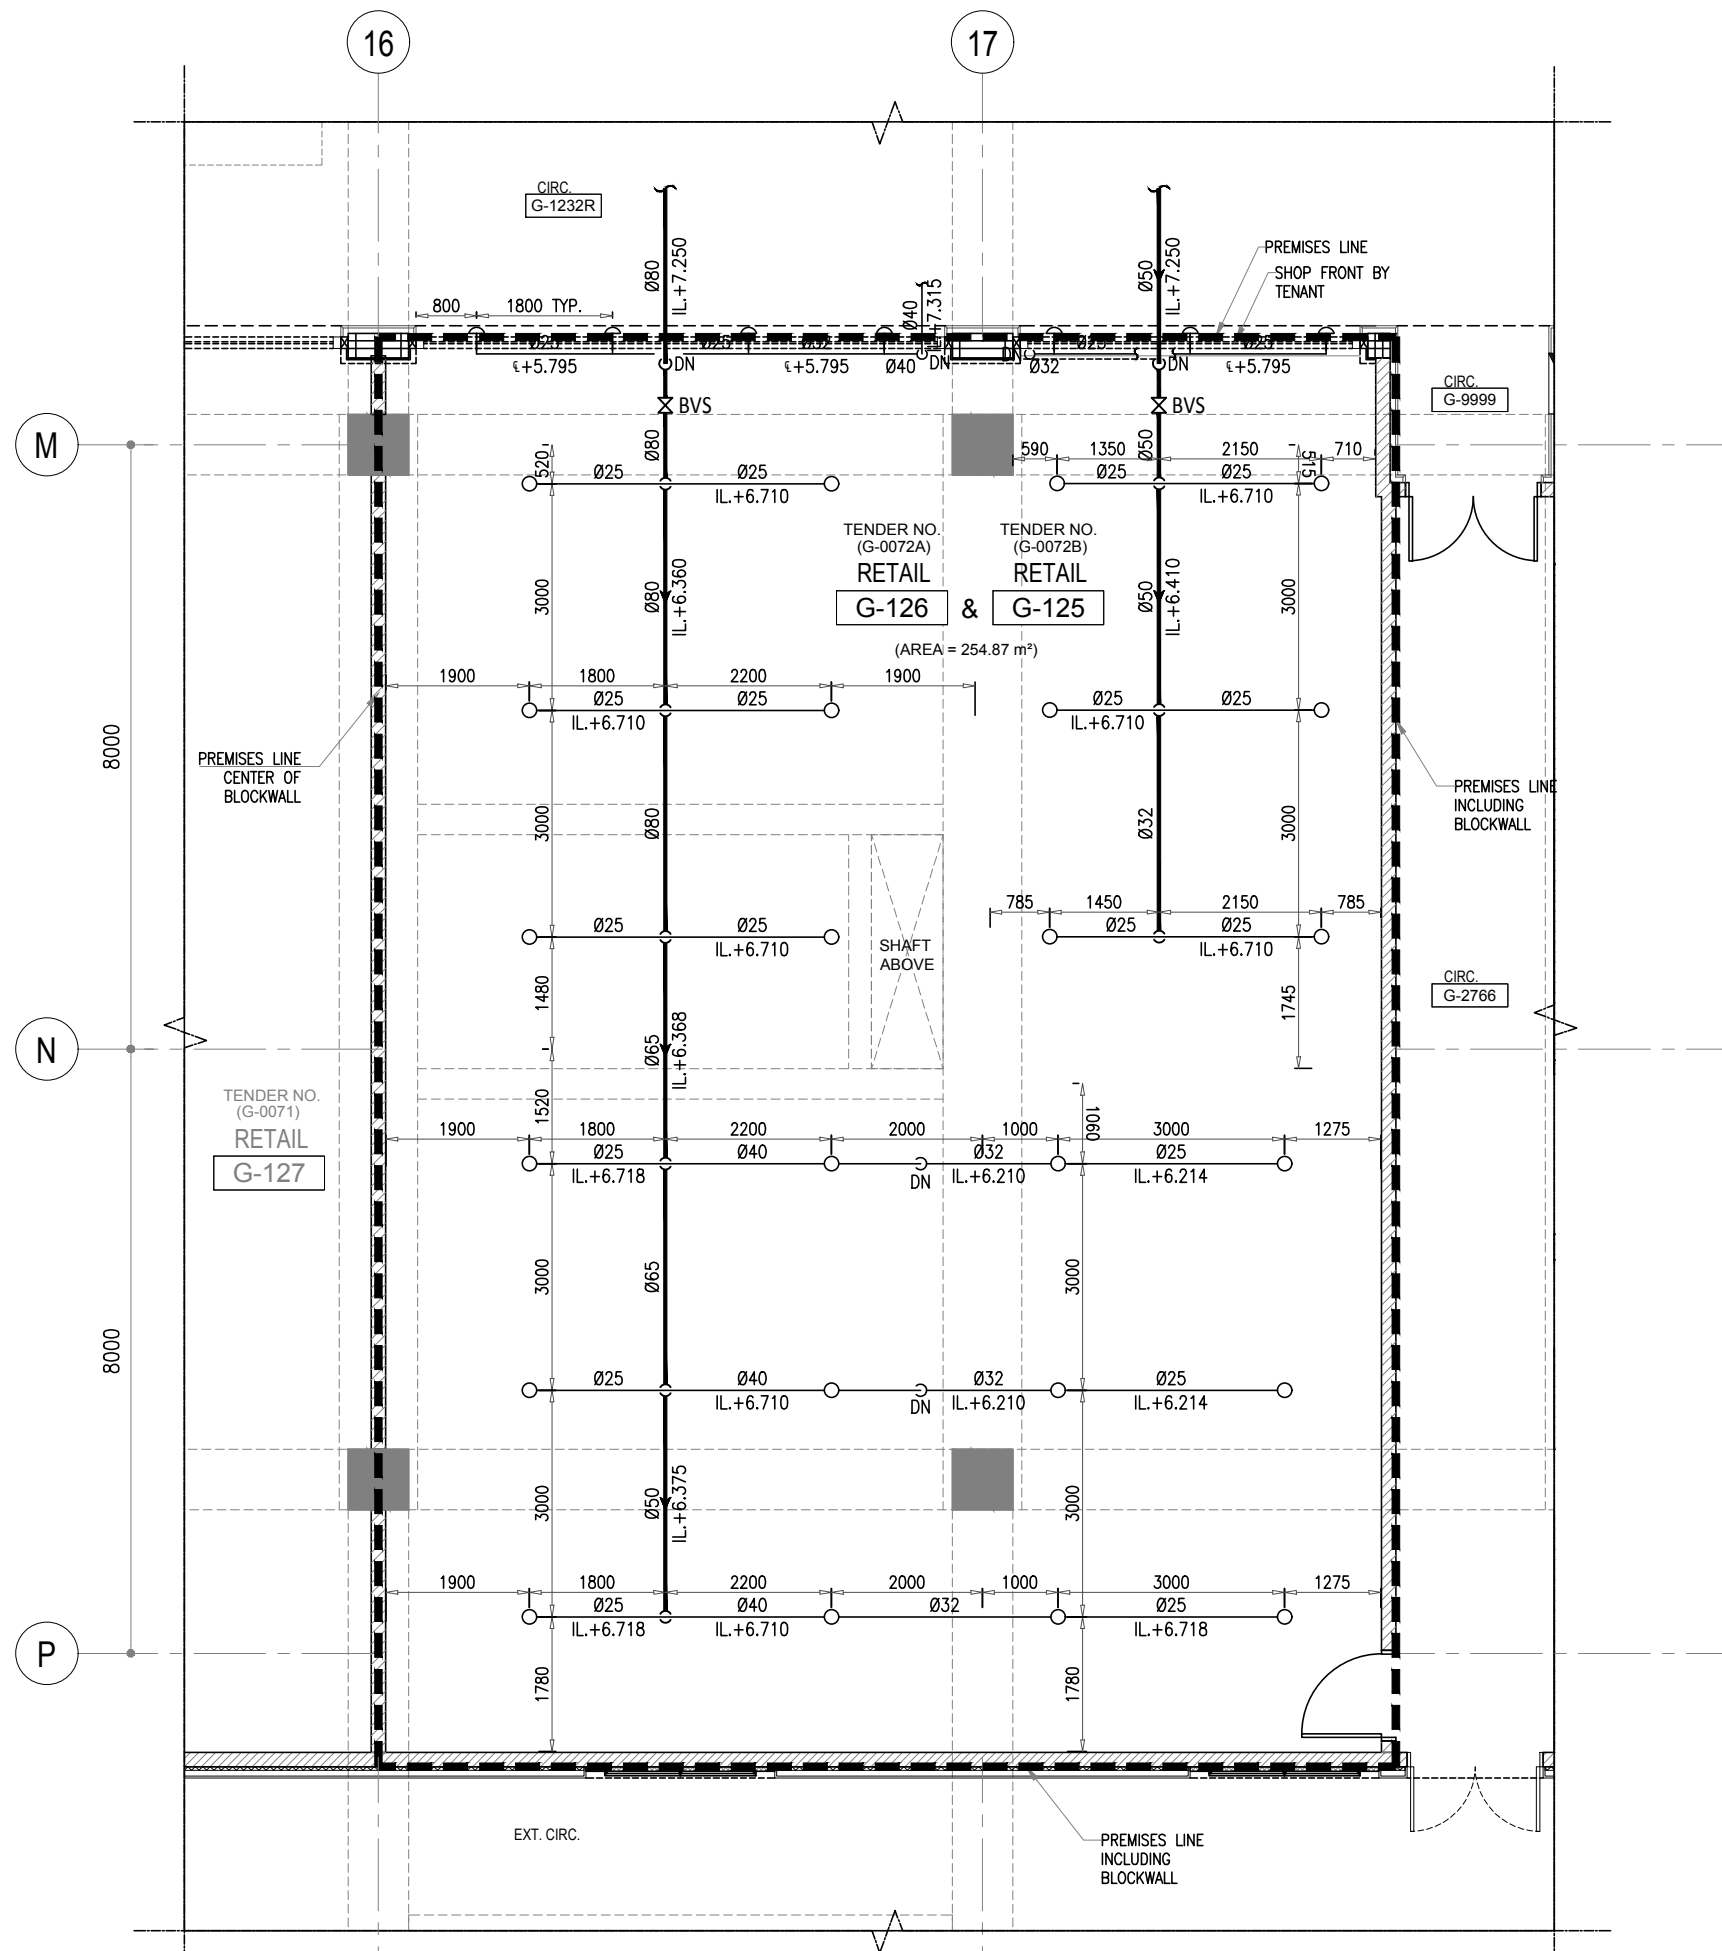 16
17
CIRC.
G-1232R
Ø80
IL.+7.250
Ø50
IL.+7.250
PREMISES LINE
SHOP FRONT BY
TENANT
800
1800 TYP.
Ø40
IL.+7.315
Ø25
Ø25
Ø32
Ø25
Ø25
℄+5.795
DN
℄+5.795
Ø40
DN
DN
Ø32
DN
℄+5.795
CIRC.
G-9999
BVS
BVS
M
520
Ø80
590
1350
Ø50
2150
515
710
Ø25
Ø25
IL.+6.710
Ø25
Ø25
IL.+6.710
TENDER NO.
(G-0072A)
RETAIL
G-126
&
TENDER NO.
(G-0072B)
RETAIL
G-125
(AREA = 254.87 m²)
3000
Ø80
IL.+6.360
Ø50
IL.+6.410
3000
1900
1800
2200
1900
Ø25
Ø25
IL.+6.710
Ø25
Ø25
IL.+6.710
8000
PREMISES LINE
CENTER OF
BLOCKWALL
PREMISES LINE
INCLUDING
BLOCKWALL
3000
Ø80
Ø32
3000
785
1450
2150
785
Ø25
Ø25
IL.+6.710
Ø25
Ø25
IL.+6.710
SHAFT
ABOVE
1480
1745
CIRC.
G-2766
N
Ø65
IL.+6.368
TENDER NO.
(G-0071)
RETAIL
G-127
1520
1060
1900
1800
2200
2000
1000
3000
1275
Ø25
Ø40
Ø32
Ø25
IL.+6.718
DN
IL.+6.210
IL.+6.214
8000
3000
Ø65
3000
Ø25
Ø40
Ø32
Ø25
IL.+6.710
DN
IL.+6.210
IL.+6.214
3000
Ø50
IL.+6.375
3000
1900
1800
2200
2000
1000
3000
1275
Ø25
Ø40
Ø32
Ø25
IL.+6.718
IL.+6.710
IL.+6.718
P
1780
1780
EXT. CIRC.
PREMISES LINE
INCLUDING
BLOCKWALL